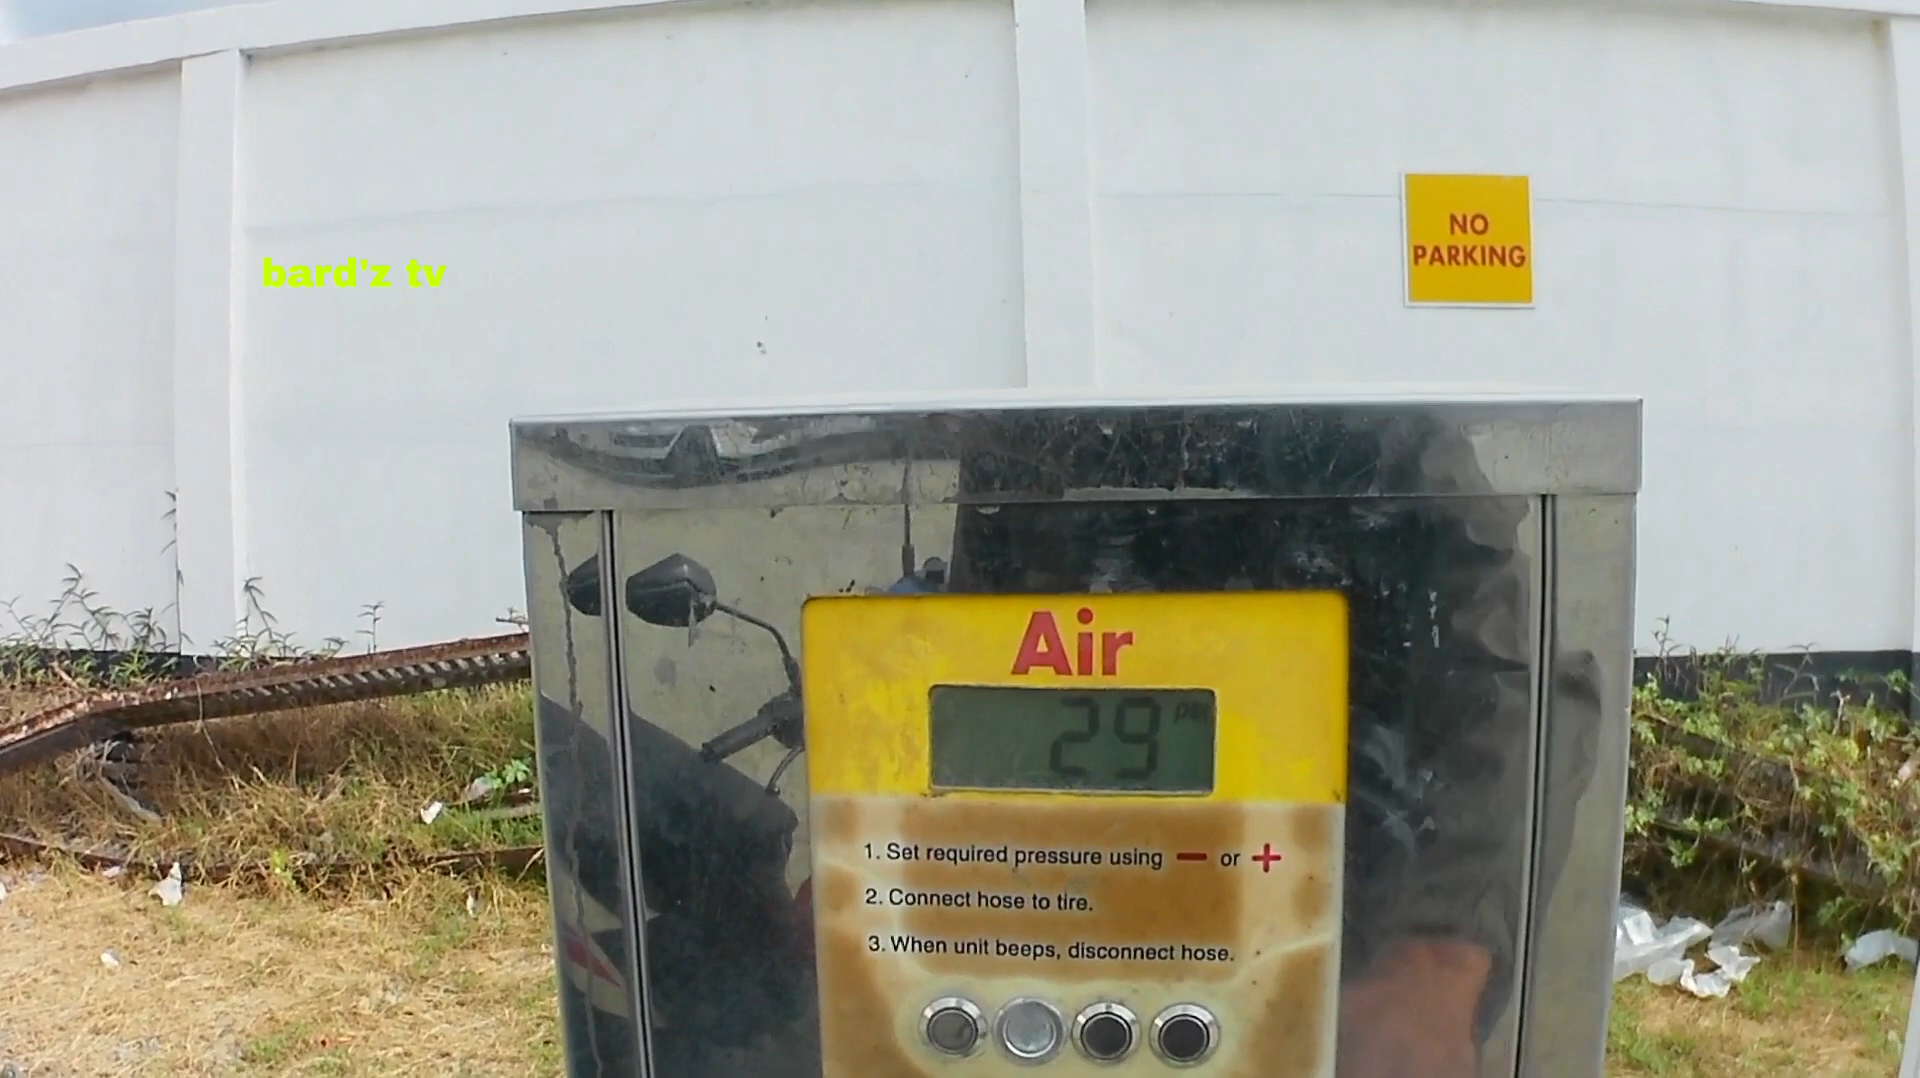 bard'z tv
NO
PARKING
Air
29 psi
1. Set required pressure using − or +
2. Connect hose to tire.
3. When unit beeps, disconnect hose.